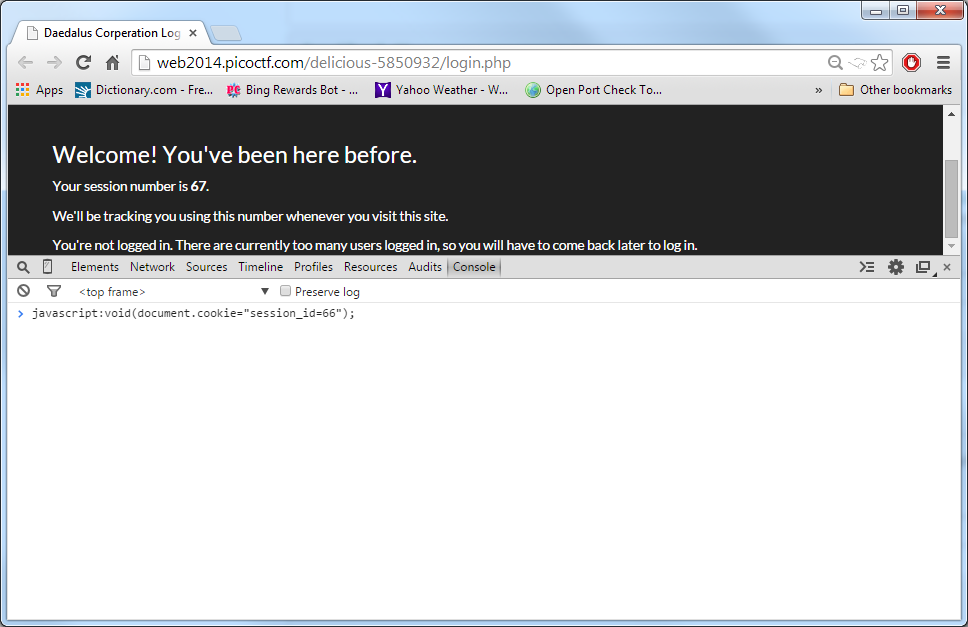 Daedalus Corperation Log
web2014.picoctf.com/delicious-5850932/login.php
Apps Dictionary.com - Fre... Bing Rewards Bot - ... Yahoo Weather - W... Open Port Check To... » Other bookmarks
Welcome! You've been here before.
Your session number is 67.
We'll be tracking you using this number whenever you visit this site.
You're not logged in. There are currently too many users logged in, so you will have to come back later to log in.
Elements Network Sources Timeline Profiles Resources Audits Console
<top frame> Preserve log
javascript:void(document.cookie="session_id=66");